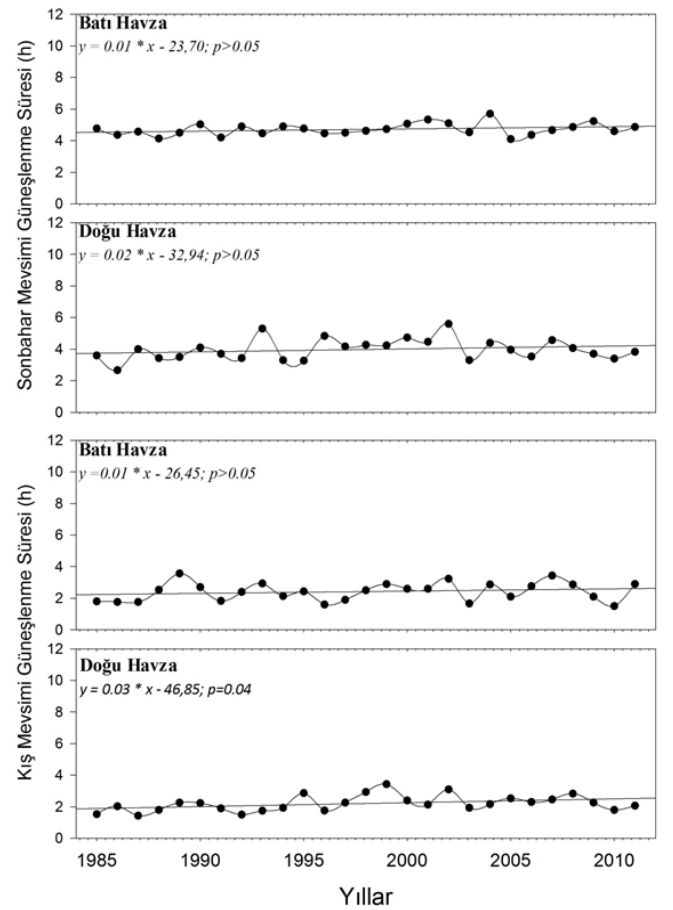 Sonbahar Mevsimi Güneşlenme Süresi (h)
12
10
8
6
4
2
0
Batı Havza
y = 0.01 * x - 23,70; p>0.05
12
10
8
6
4
2
0
Doğu Havza
y = 0.02 * x - 32,94; p>0.05
Kış Mevsimi Güneşlenme Süresi (h)
12
10
8
6
4
2
0
Batı Havza
y =0.01 * x - 26,45; p>0.05
12
10
8
6
4
2
0
Doğu Havza
y = 0.03 * x - 46,85; p=0.04
1985 1990 1995 2000 2005 2010
Yıllar